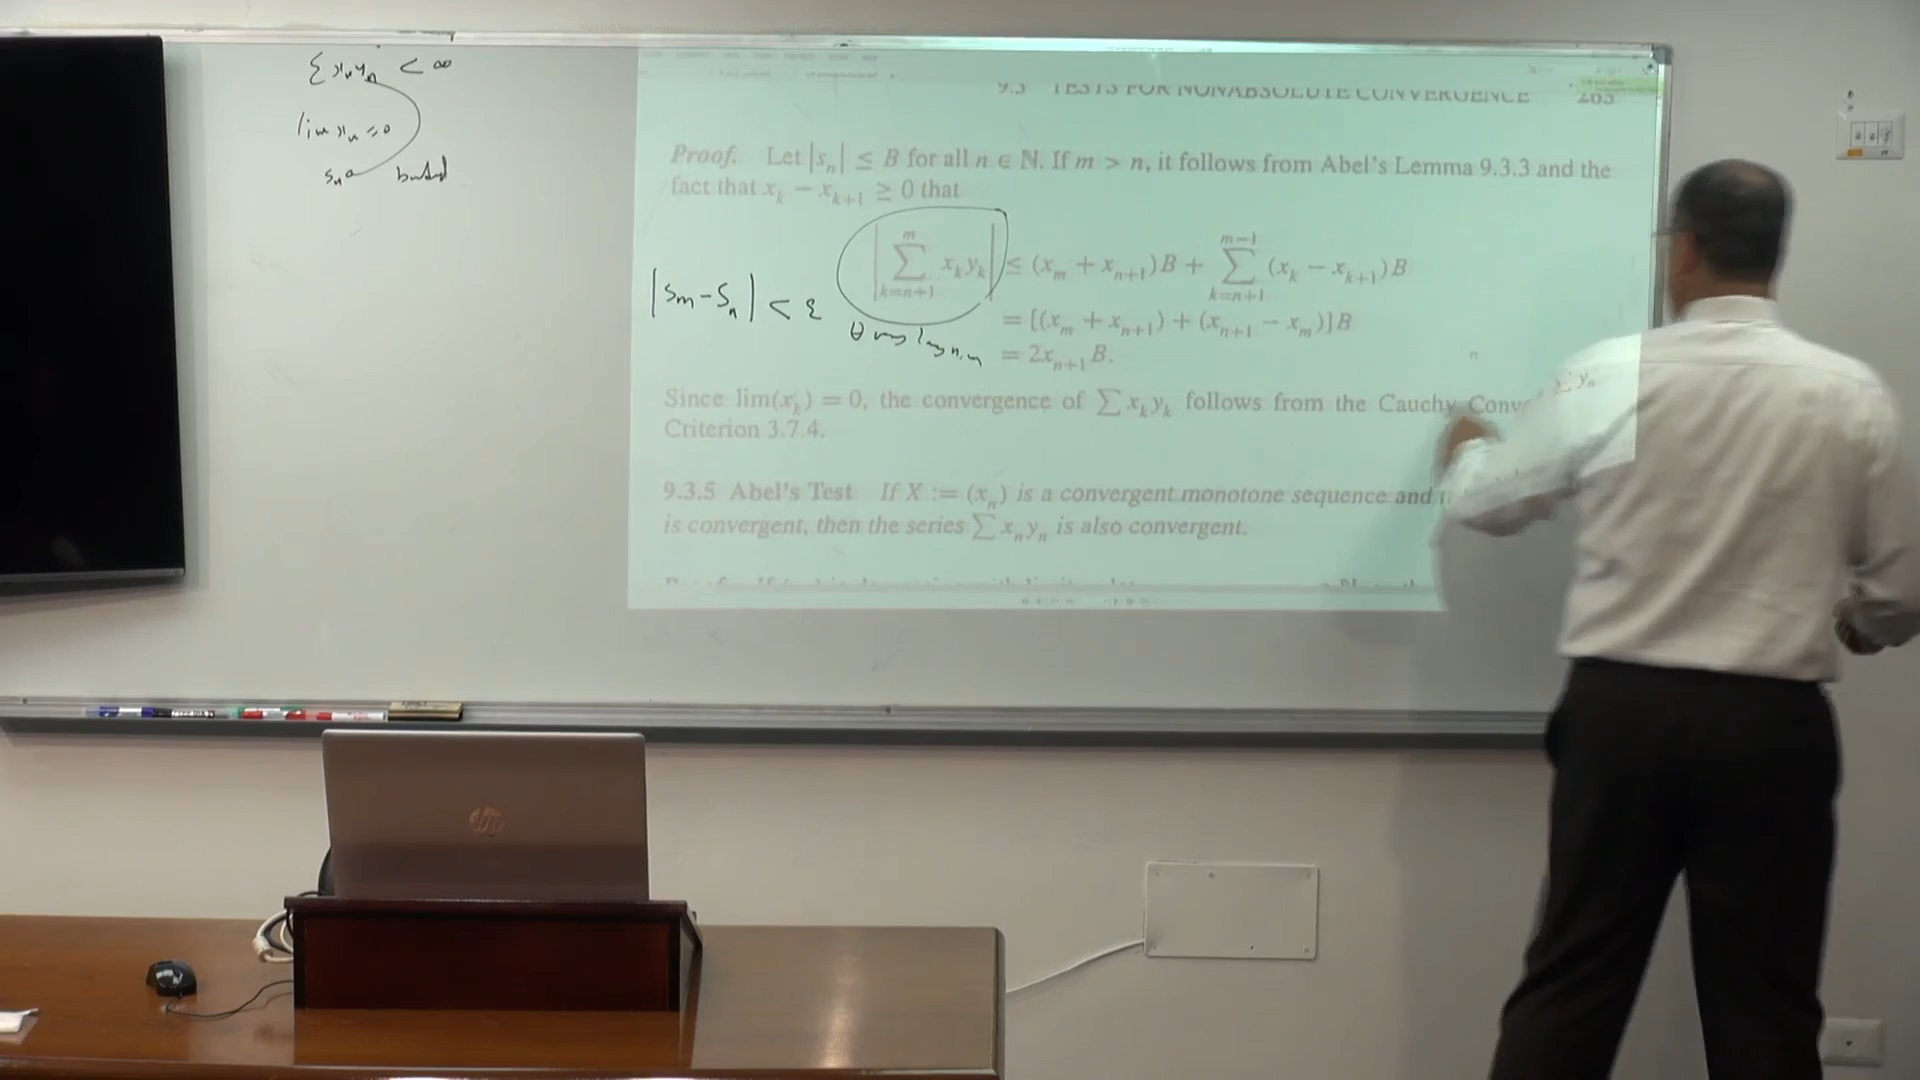 Σ xₙyₙ < ∞
lim xₙ = 0
sₙ
9.3 TESTS FOR NONABSOLUTE CONVERGENCE 263
Proof. Let |sₙ| ≤ B for all n ∈ ℕ. If m > n, it follows from Abel's Lemma 9.3.3 and the
fact that xₖ − xₖ₊₁ ≥ 0 that
|∑_{k=n+1}^{m} xₖyₖ| ≤ (xₘ + xₙ₊₁)B + ∑_{k=n+1}^{m−1} (xₖ − xₖ₊₁)B
|sₘ − sₙ| < ε
= [(xₘ + xₙ₊₁) + (xₙ₊₁ − xₘ)]B
= 2xₙ₊₁B.
Since lim(xₖ) = 0, the convergence of ∑xₖyₖ follows from the Cauchy
Criterion 3.7.4.
9.3.5 Abel's Test If X := (xₙ) is a convergent monotone sequence and
is convergent, then the series ∑xₙyₙ is also convergent.
hp